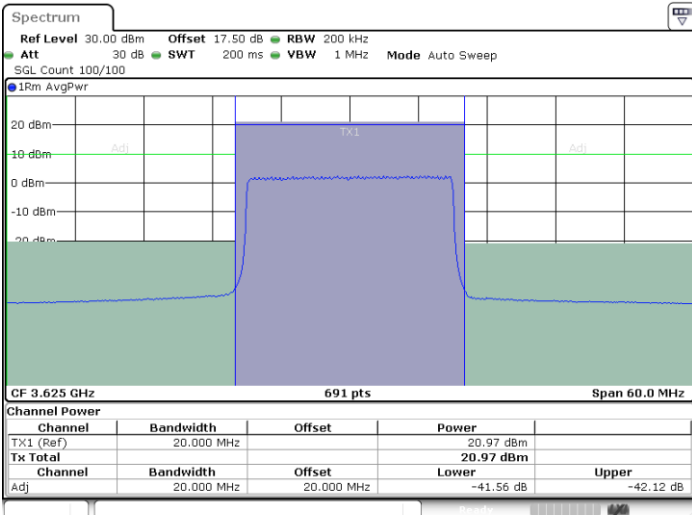 Spectrum
Ref Level 30.00 dBm Offset 17.50 dB RBW 200 kHz
Att 30 dB SWT 200 ms VBW 1 MHz Mode Auto Sweep
SGL Count 100/100
1Rm AvgPwr
20 dBm
TX1
Adj Adj
10 dBm
0 dBm
-10 dBm
-20 dBm
CF 3.625 GHz 691 pts Span 60.0 MHz
Channel Power
Channel Bandwidth Offset Power
TX1 (Ref) 20.000 MHz 20.97 dBm
Tx Total 20.97 dBm
Channel Bandwidth Offset Lower Upper
Adj 20.000 MHz 20.000 MHz -41.56 dB -42.12 dB
Ready